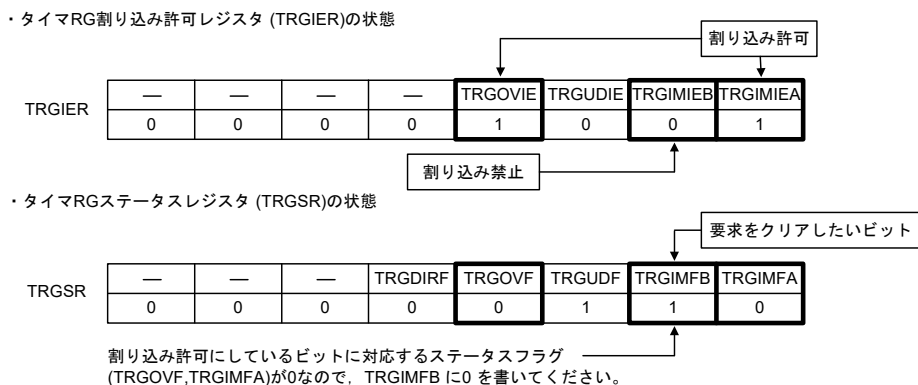 ・タイマRG割り込み許可レジスタ (TRGIER)の状態
割り込み許可
TRGIER
— — — — TRGOVIE TRGUDIE TRGIMIEB TRGIMIEA
0 0 0 0 1 0 0 1
割り込み禁止
・タイマRGステータスレジスタ (TRGSR)の状態
要求をクリアしたいビット
TRGSR
— — — TRGDIRF TRGOVF TRGUDF TRGIMFB TRGIMFA
0 0 0 0 0 1 1 0
割り込み許可にしているビットに対応するステータスフラグ
(TRGOVF,TRGIMFA)が0なので，TRGIMFB に0 を書いてください。